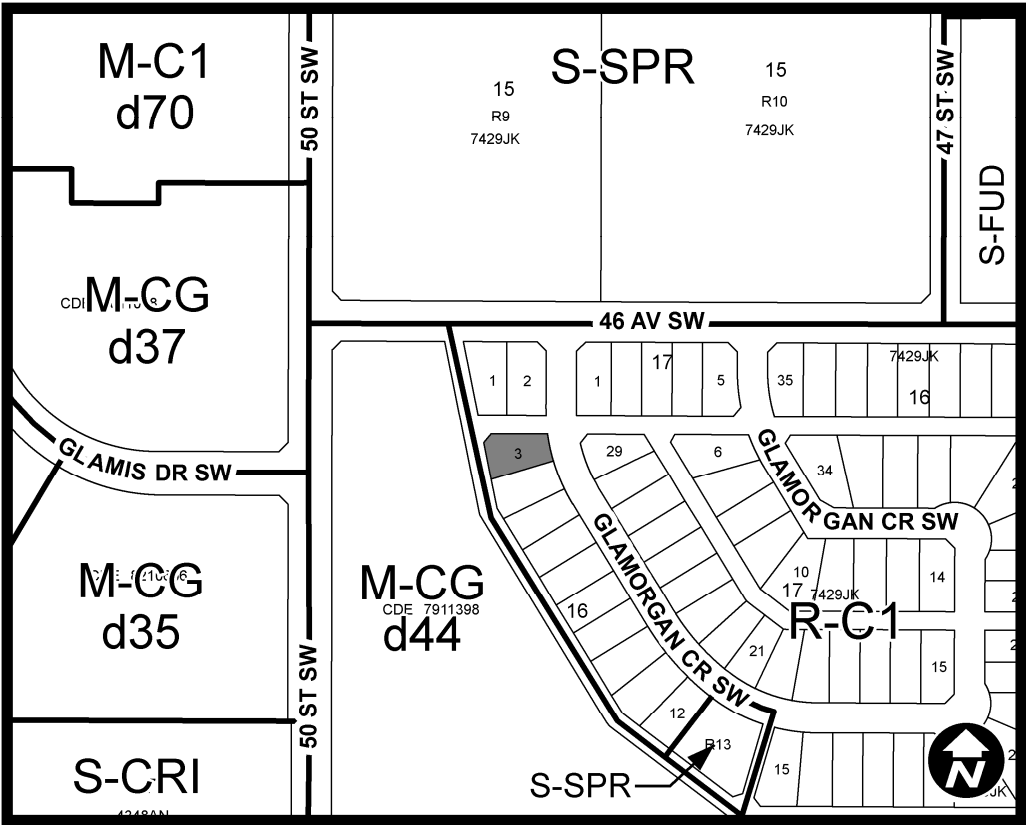 M-C1
d70
50 ST SW
S-SPR
15
R9
7429JK
15
R10
7429JK
47 ST SW
S-FUD
M-CG
d37
46 AV SW
1
2
1
17
5
35
7429JK
16
GLAMIS DR SW
3
29
6
34
GLAMORGAN CR SW
M-CG
d35
M-CG
CDE 7911398
d44
16
GLAMORGAN CR SW
10
17
7429JK
R-C1
14
21
15
50 ST SW
12
R13
S-SPR
15
S-CRI
4348AN
N